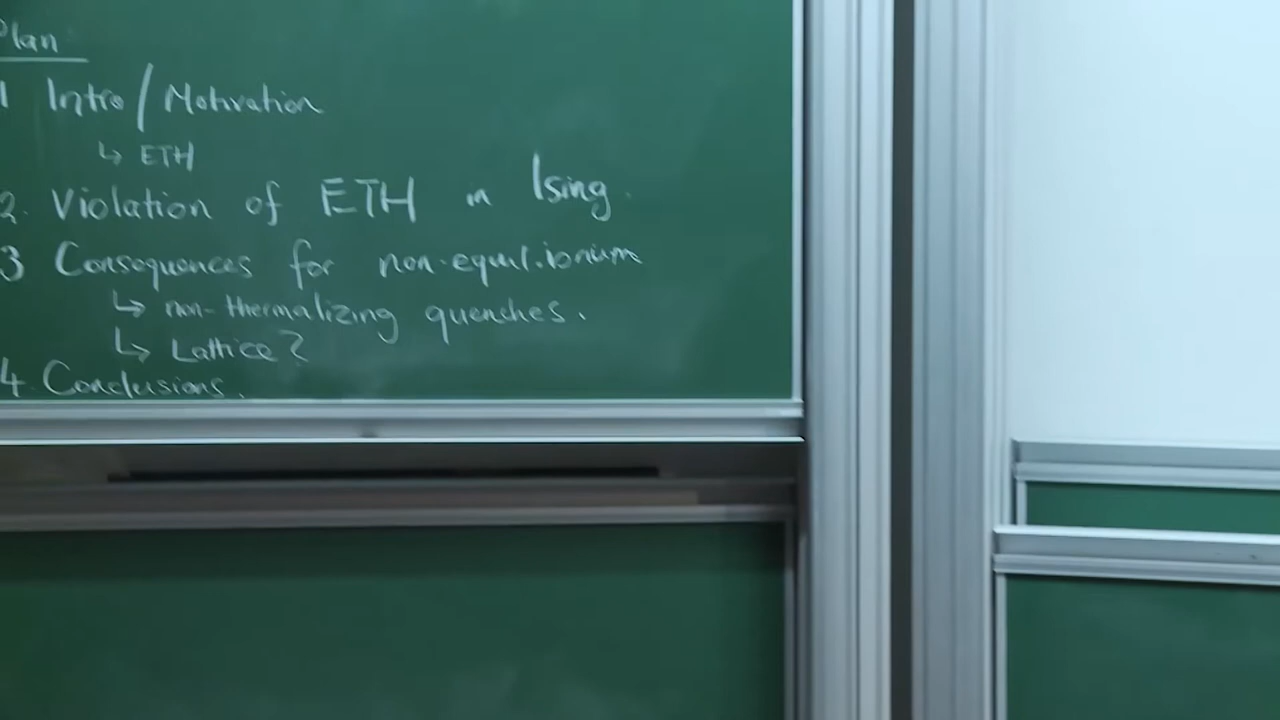 Plan
1 Intro / Motivation
↳ ETH
2. Violation of ETH in Ising.
3 Consequences for non-equilibrium
↳ non-thermalizing quenches.
↳ Lattice?
4. Conclusions.